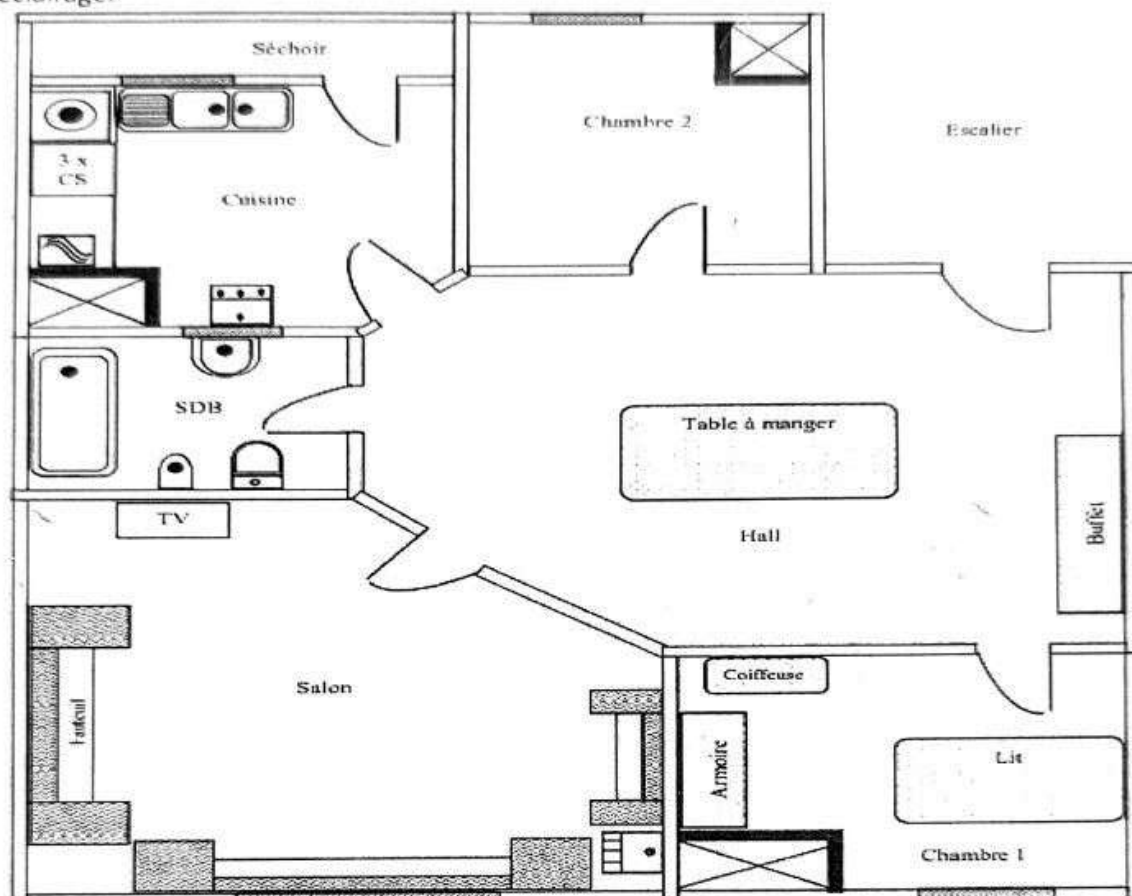 éclairage.
Séchoir
Chambre 2
Escalier
3 x
CS
Cuisine
SDB
Table à manger
TV
Hall
Buffet
Salon
Fauteuil
Coiffeuse
Armoire
Lit
Chambre 1